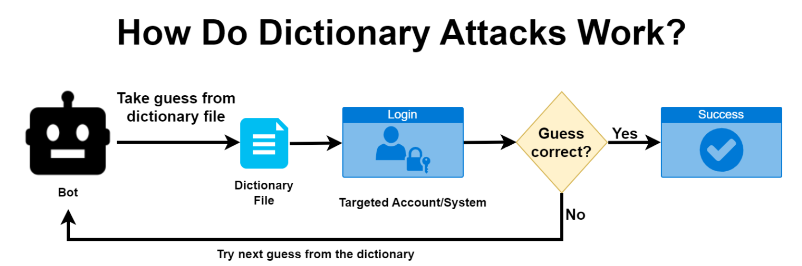 How Do Dictionary Attacks Work?
Take guess from
dictionary file
Bot
Dictionary
File
Login
Targeted Account/System
Guess
correct?
Yes
Success
No
Try next guess from the dictionary